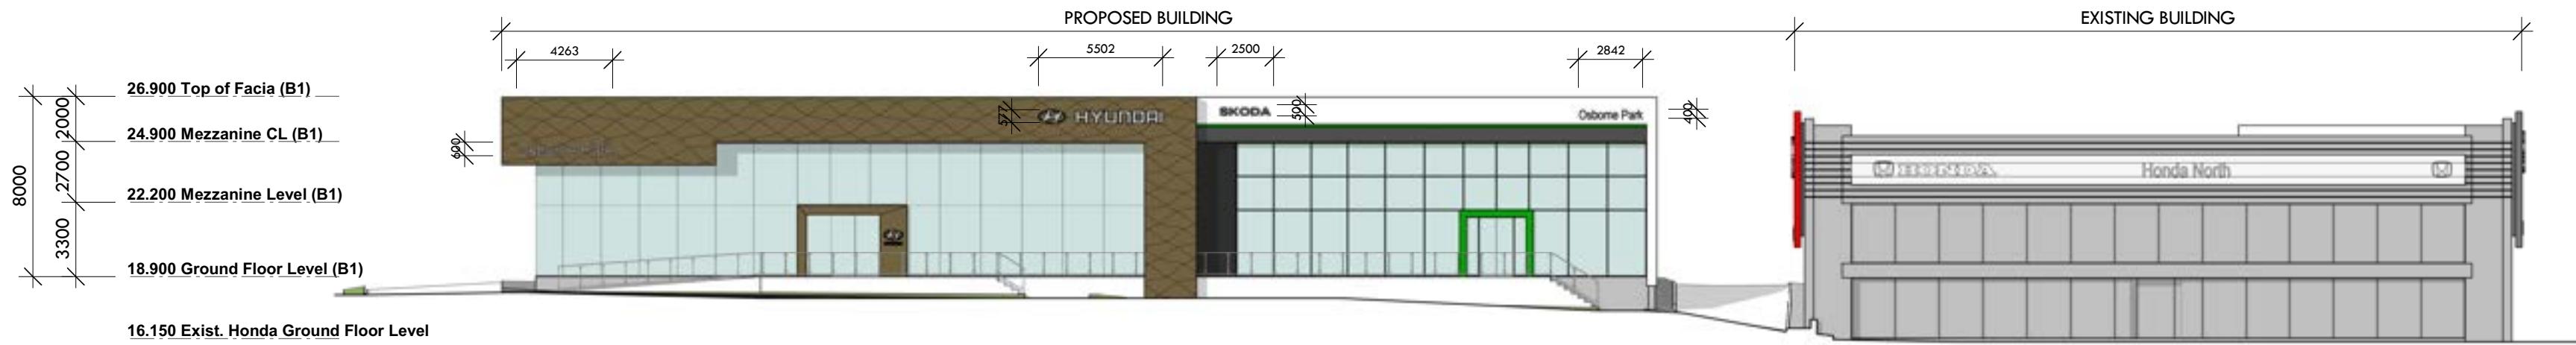 PROPOSED BUILDING
EXISTING BUILDING
4263
5502
2500
2842
26.900 Top of Facia (B1)
24.900 Mezzanine CL (B1)
22.200 Mezzanine Level (B1)
18.900 Ground Floor Level (B1)
16.150 Exist. Honda Ground Floor Level
8000
2000
2700
3300
600
577
HYUNDAI
SKODA
500
Osborne Park
400
HONDA
Honda North